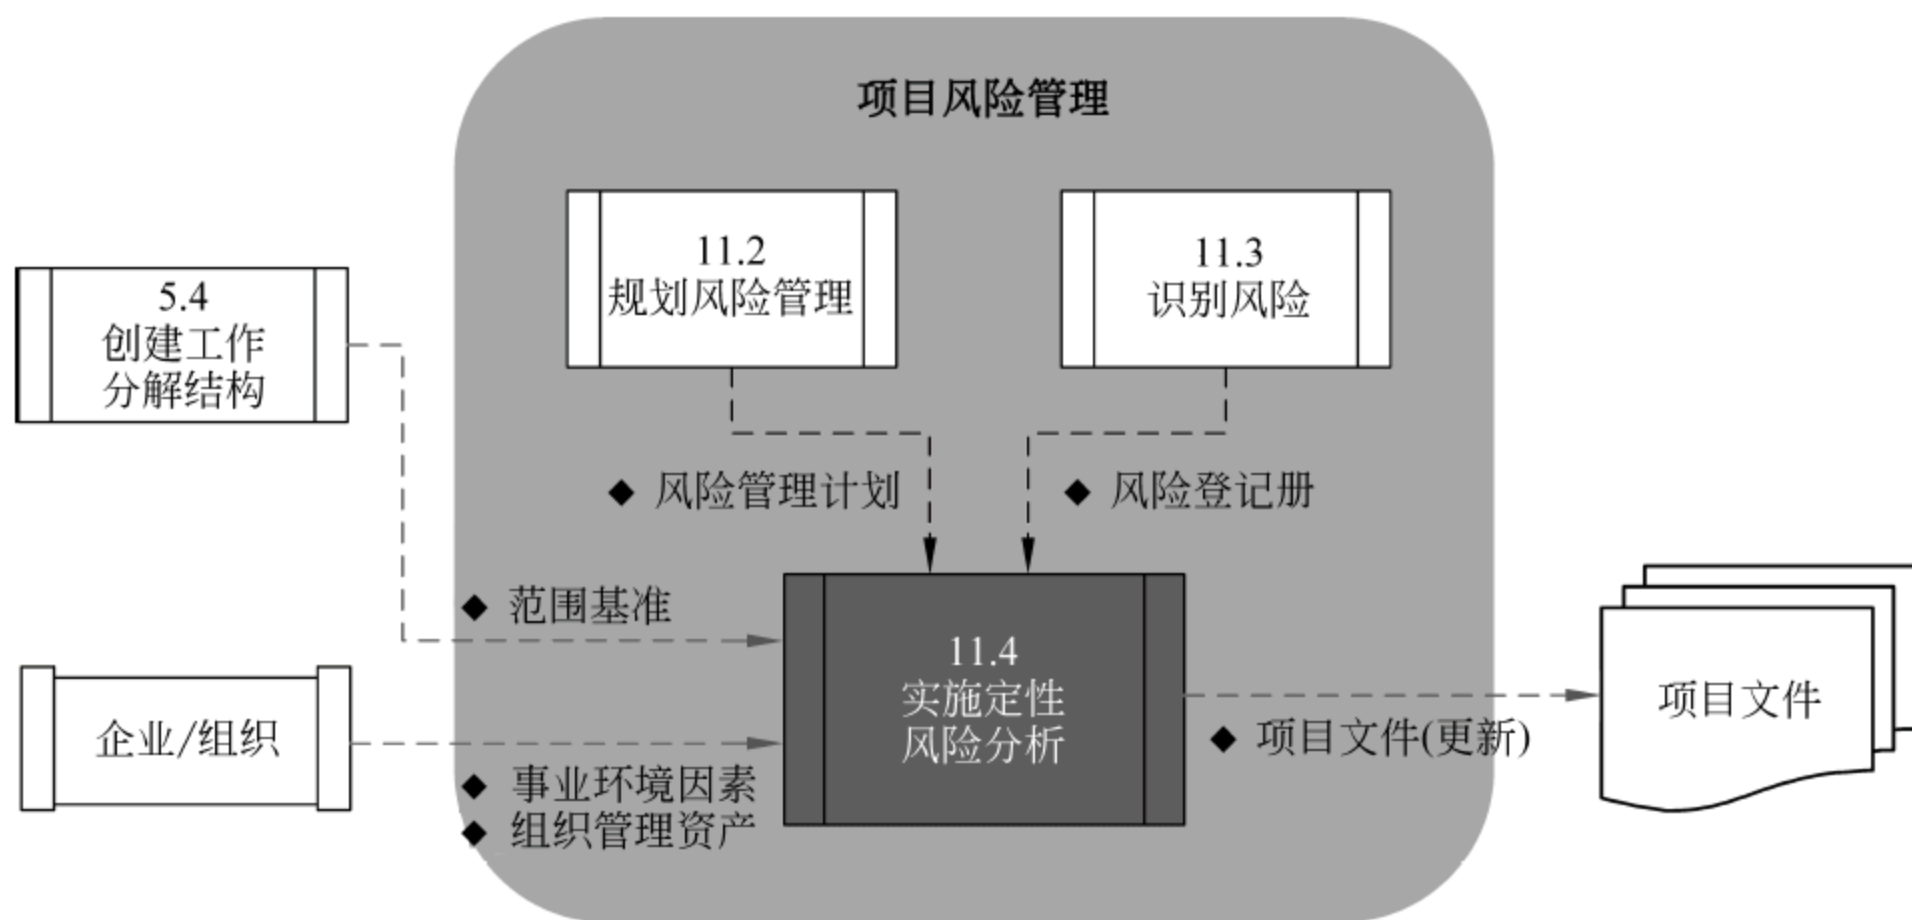 项目风险管理
11.2
规划风险管理
11.3
识别风险
5.4
创建工作
分解结构
◆ 风险管理计划
◆ 风险登记册
◆ 范围基准
11.4
实施定性
风险分析
企业/组织
◆ 事业环境因素
◆ 组织管理资产
◆ 项目文件(更新)
项目文件